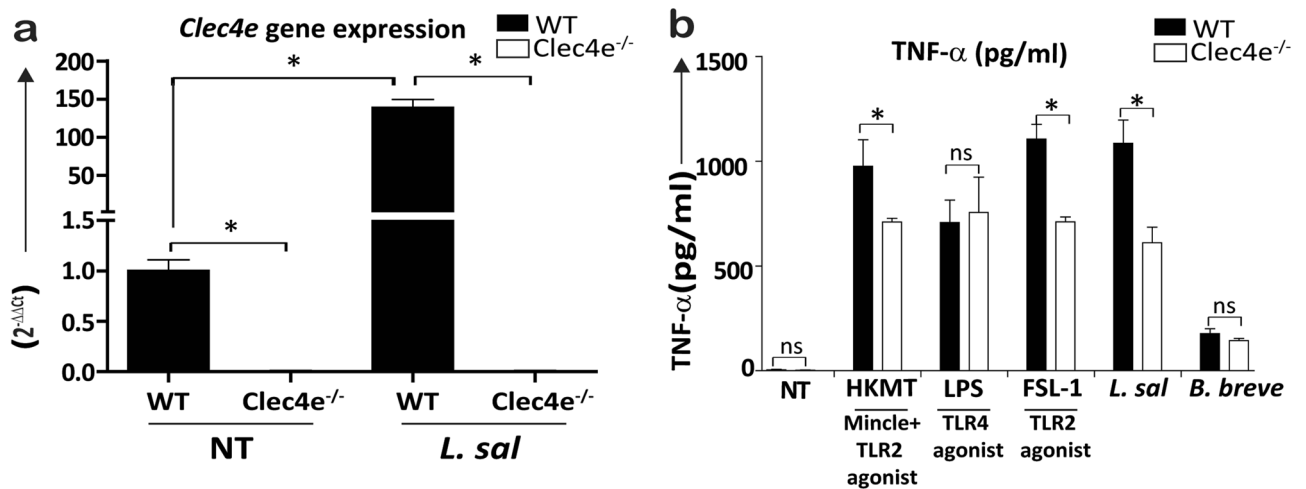 a
Clec4e gene expression
WT
Clec4e-/-
200
150
100
50
0
1.5
1.0
0.5
0.0
(2-ΔΔCt)
*
*
*
WT
Clec4e-/-
WT
Clec4e-/-
NT
L. sal
b
TNF-α (pg/ml)
WT
Clec4e-/-
TNF-α(pg/ml)
1500
1000
500
0
ns
*
ns
*
*
ns
NT
HKMT
LPS
FSL-1
L. sal
B. breve
Mincle+
TLR2
agonist
TLR4
agonist
TLR2
agonist